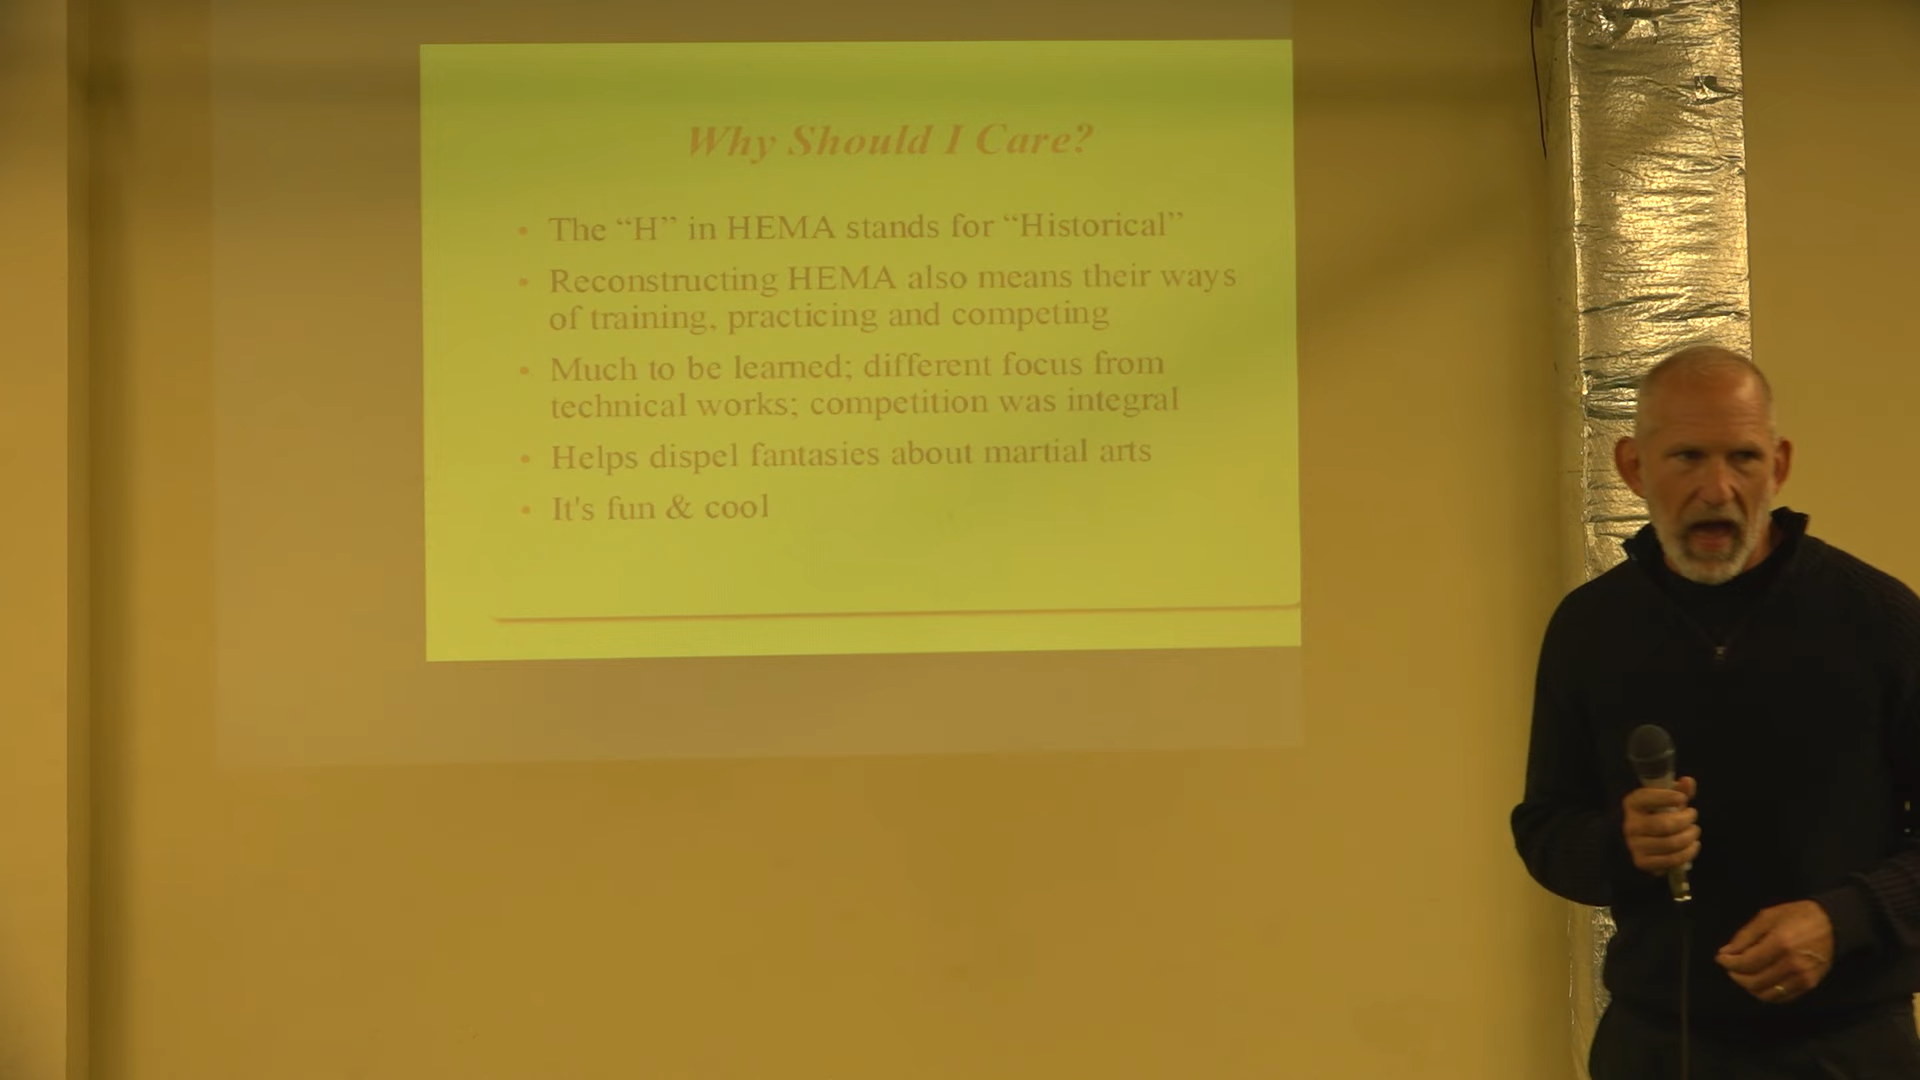 Why Should I Care?
• The “H” in HEMA stands for “Historical”
• Reconstructing HEMA also means their ways
of training, practicing and competing
• Much to be learned; different focus from
technical works; competition was integral
• Helps dispel fantasies about martial arts
• It's fun & cool